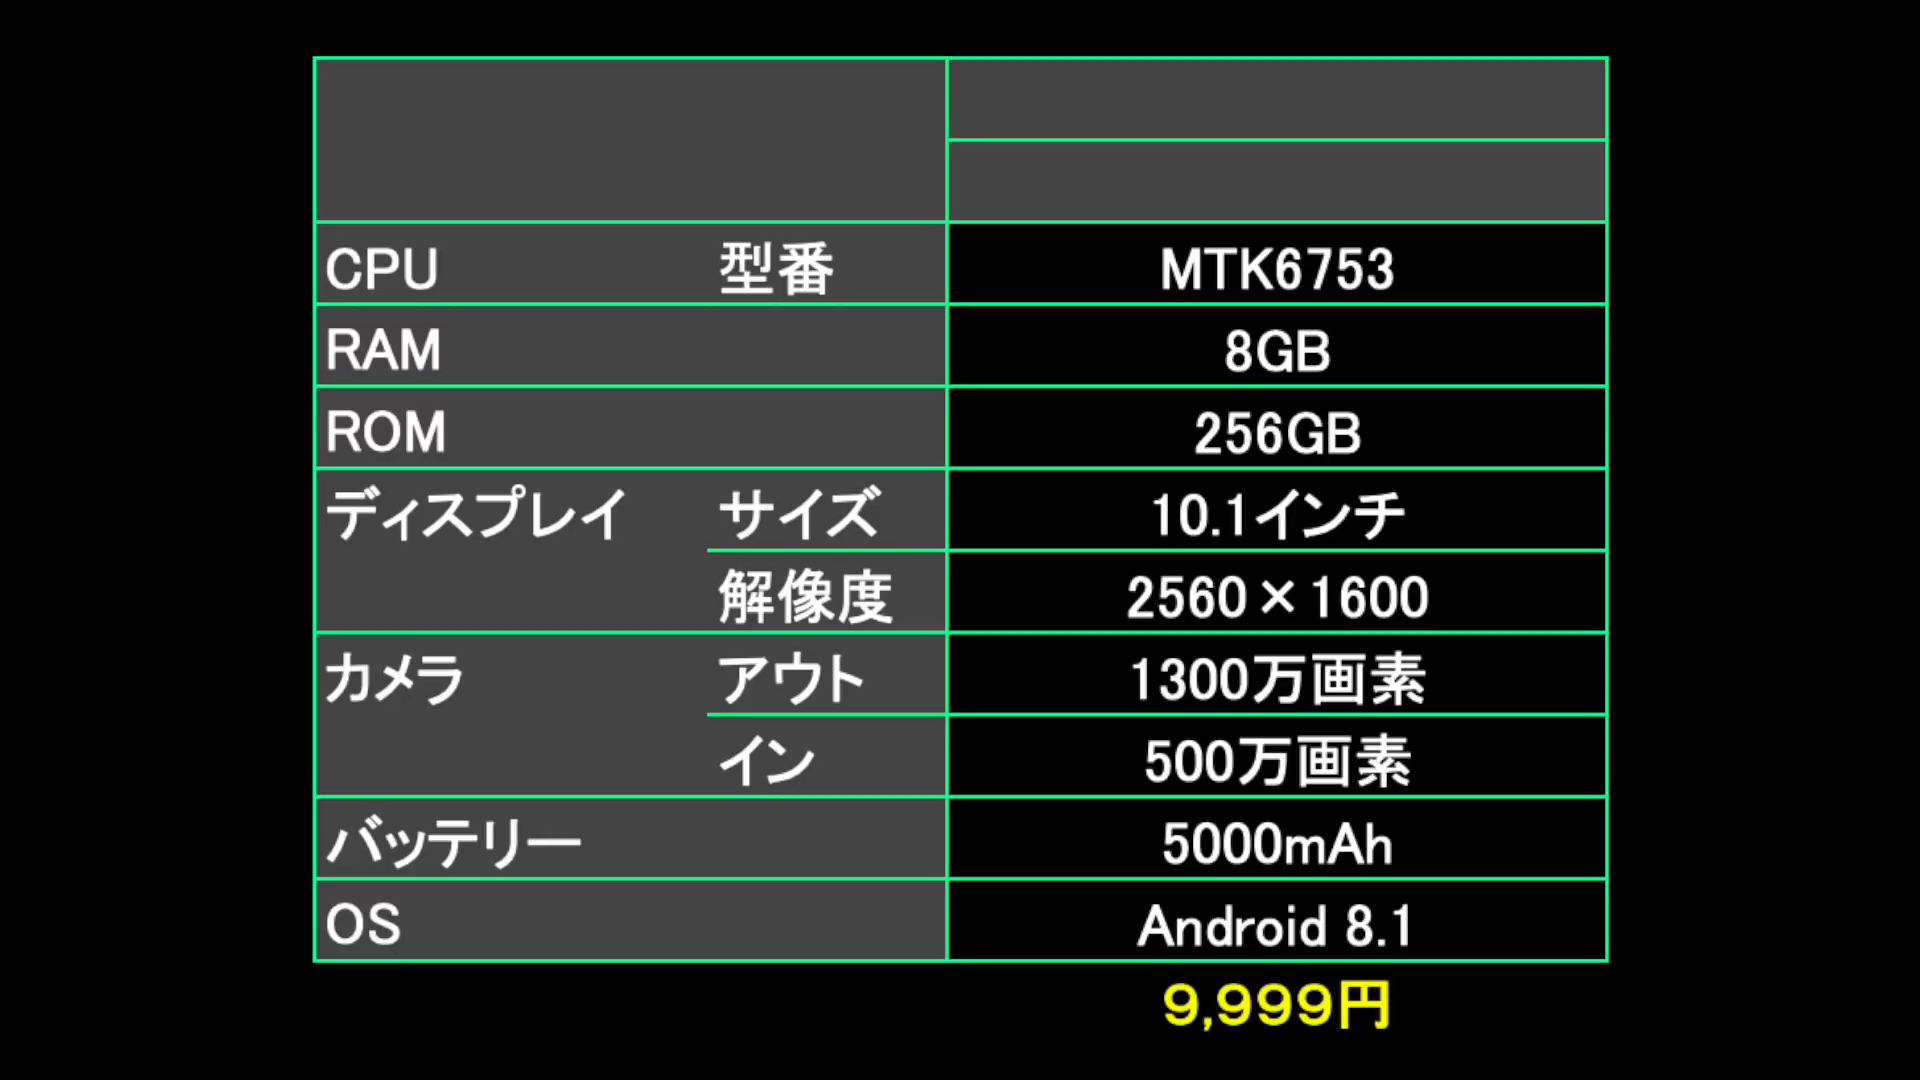 CPU 型番 MTK6753
RAM 8GB
ROM 256GB
ディスプレイ サイズ 10.1インチ
解像度 2560×1600
カメラ アウト 1300万画素
イン 500万画素
バッテリー 5000mAh
OS Android 8.1
9,999円